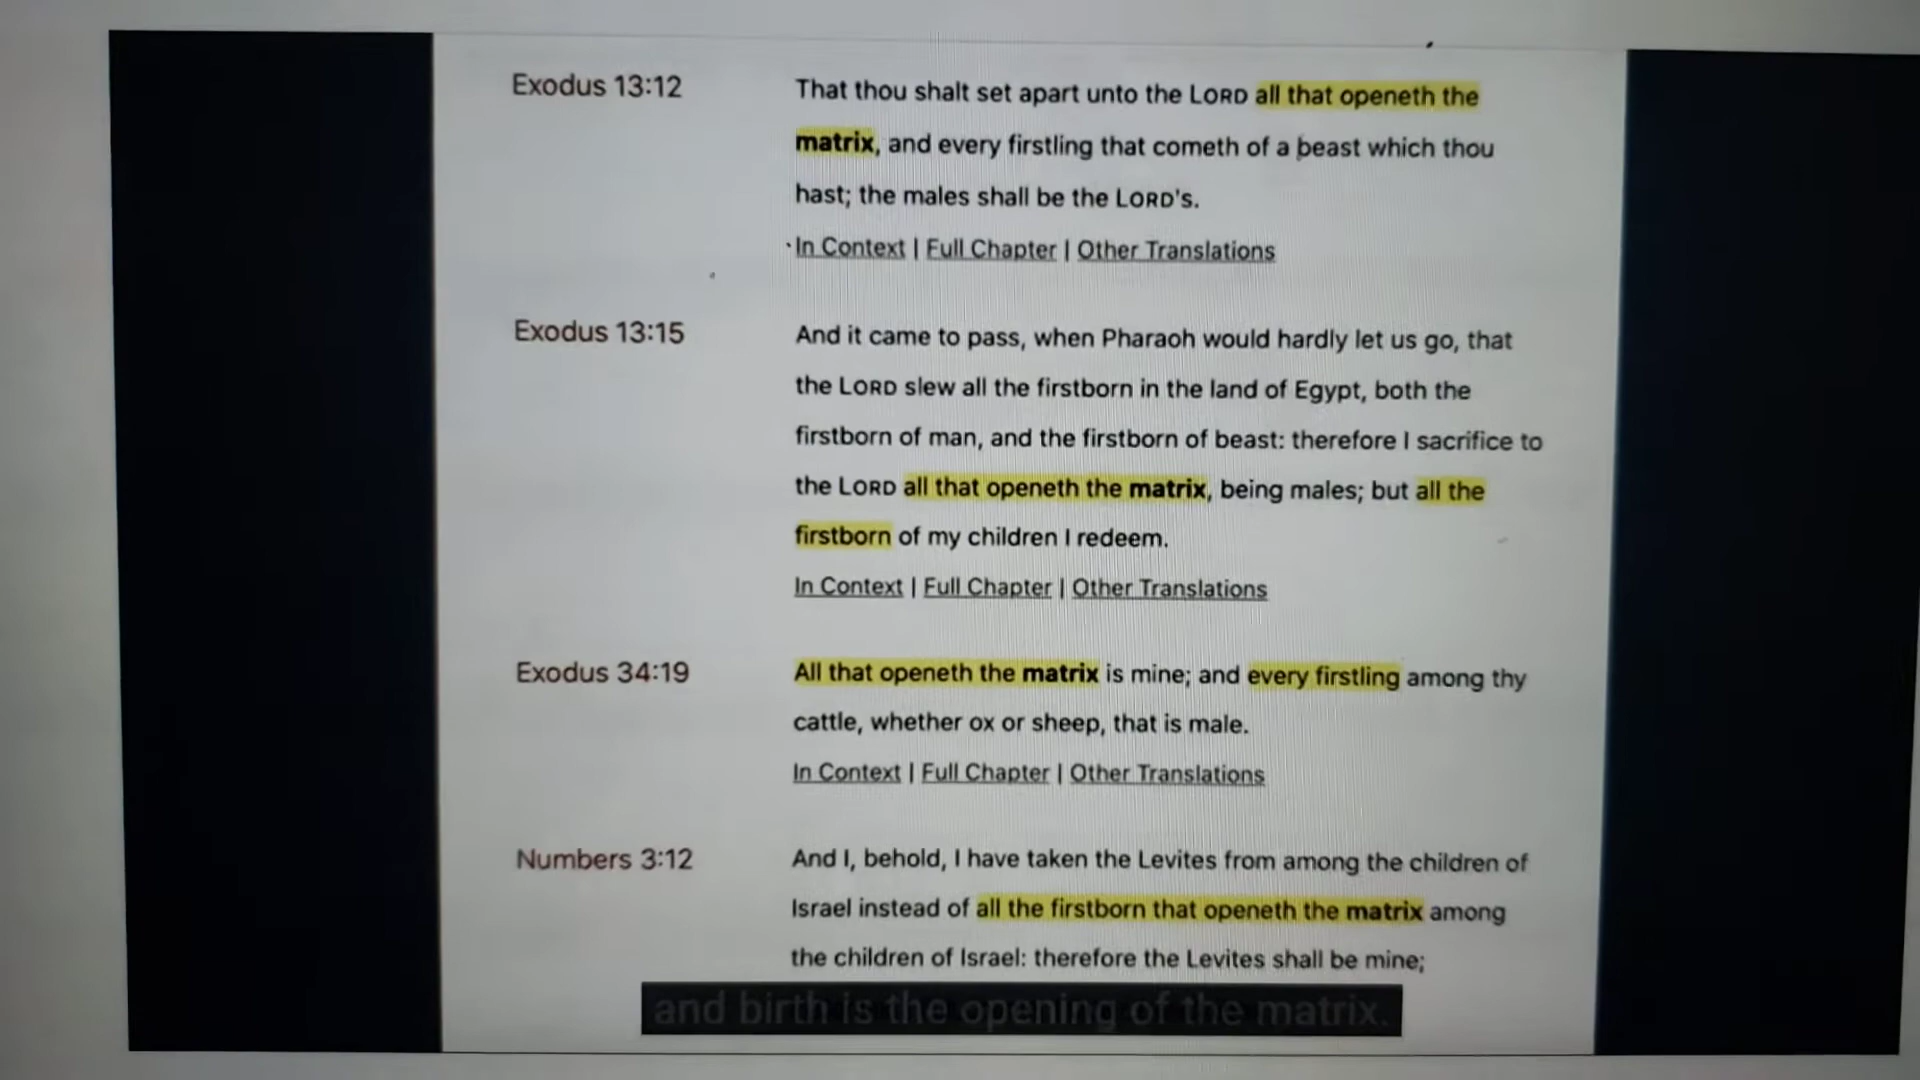 Exodus 13:12
That thou shalt set apart unto the LORD all that openeth the
matrix, and every firstling that cometh of a beast which thou
hast; the males shall be the LORD's.
In Context | Full Chapter | Other Translations
Exodus 13:15
And it came to pass, when Pharaoh would hardly let us go, that
the LORD slew all the firstborn in the land of Egypt, both the
firstborn of man, and the firstborn of beast: therefore I sacrifice to
the LORD all that openeth the matrix, being males; but all the
firstborn of my children I redeem.
In Context | Full Chapter | Other Translations
Exodus 34:19
All that openeth the matrix is mine; and every firstling among thy
cattle, whether ox or sheep, that is male.
In Context | Full Chapter | Other Translations
Numbers 3:12
And I, behold, I have taken the Levites from among the children of
Israel instead of all the firstborn that openeth the matrix among
the children of Israel: therefore the Levites shall be mine;
and birth is the opening of the matrix.